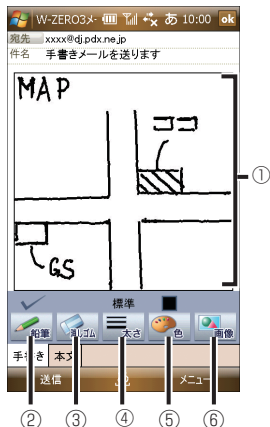 W-ZERO3メ- あ 10:00 ok
宛先 xxxx@dj.pdx.ne.jp
件名 手書きメールを送ります
MAP
ココ
GS
①
標準
鉛筆 消しゴム 太さ 色 画像
手書き 本文
送信 メニュー
② ③ ④ ⑤ ⑥